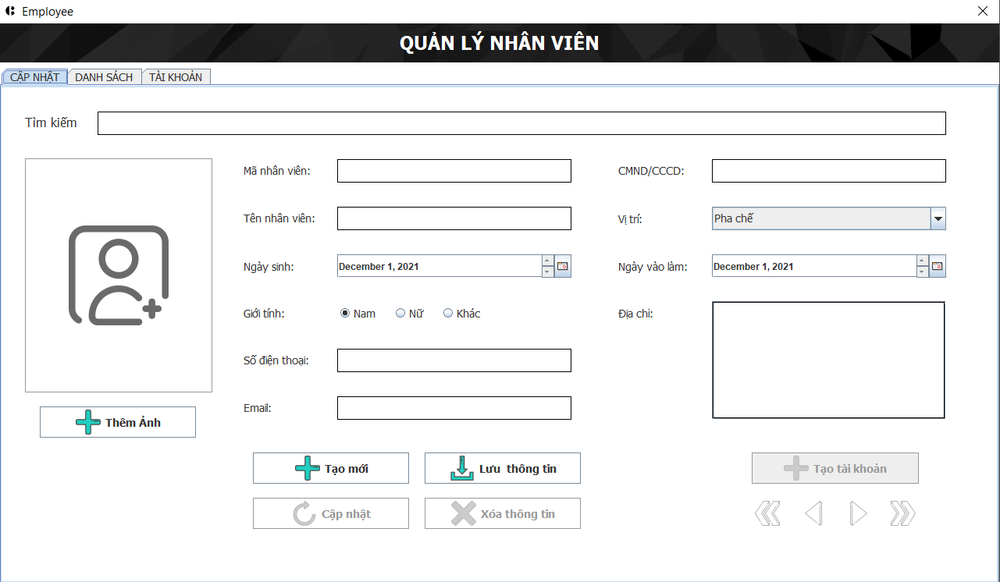 Employee
QUẢN LÝ NHÂN VIÊN
CẬP NHẬT DANH SÁCH TÀI KHOẢN
Tìm kiếm
Mã nhân viên: CMND/CCCD:
Tên nhân viên: Vị trí: Pha chế
Ngày sinh: December 1, 2021 Ngày vào làm: December 1, 2021
Giới tính: Nam Nữ Khác Địa chỉ:
Số điện thoại:
Email:
Thêm Ảnh
Tạo mới Lưu thông tin Tạo tài khoản
Cập nhật Xóa thông tin